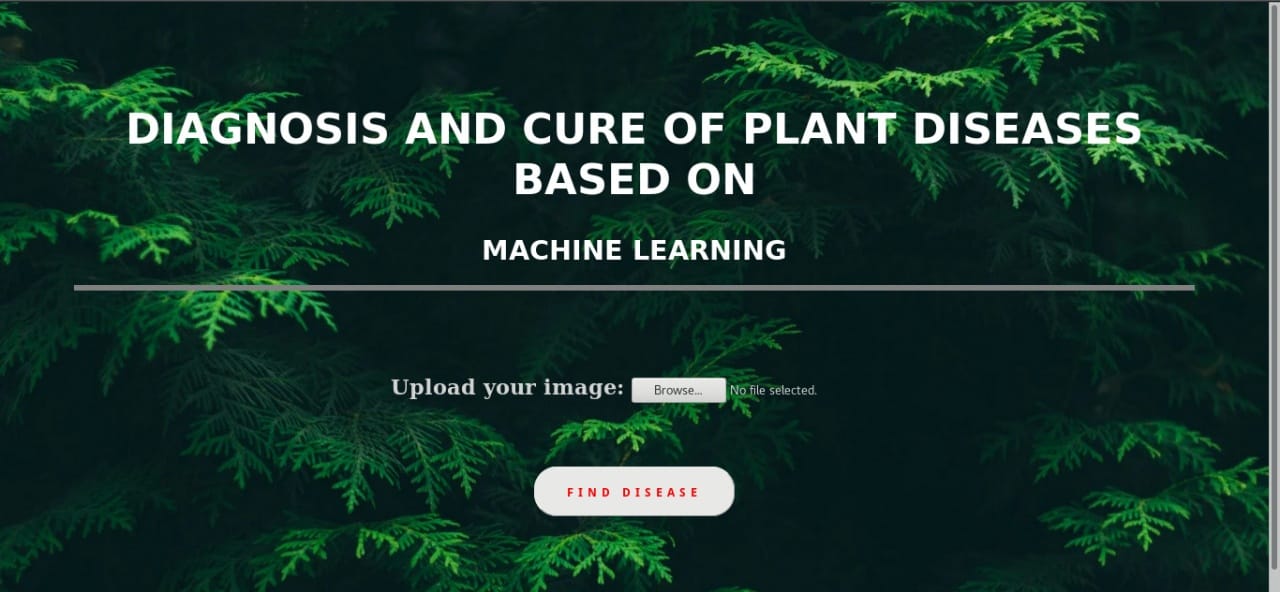 DIAGNOSIS AND CURE OF PLANT DISEASES
BASED ON
MACHINE LEARNING
Upload your image: Browse... No file selected.
FIND DISEASE